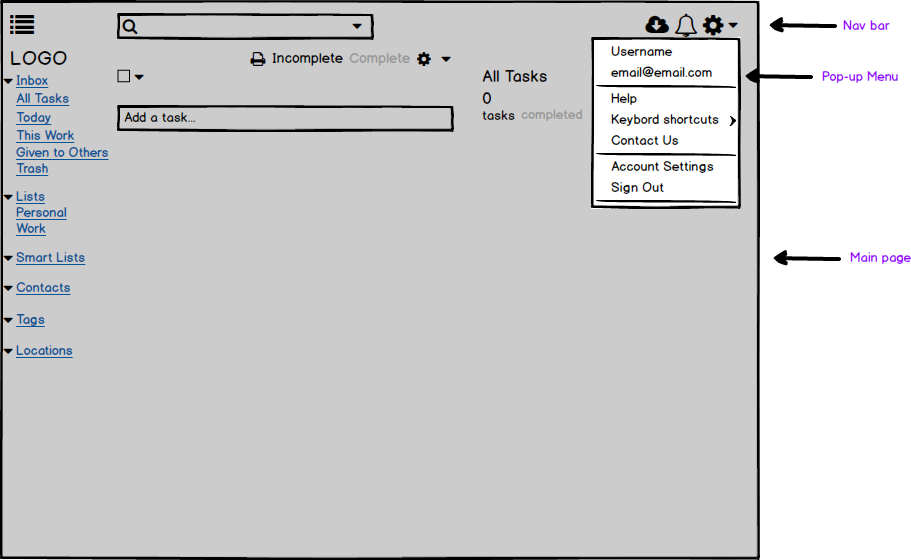 Nav bar
LOGO
Inbox
All Tasks
Today
This Work
Given to Others
Trash
Lists
Personal
Work
Smart Lists
Contacts
Tags
Locations
Incomplete Complete
Add a task...
All Tasks
0
tasks completed
Username
email@email.com
Help
Keybord shortcuts
Contact Us
Account Settings
Sign Out
Pop-up Menu
Main page